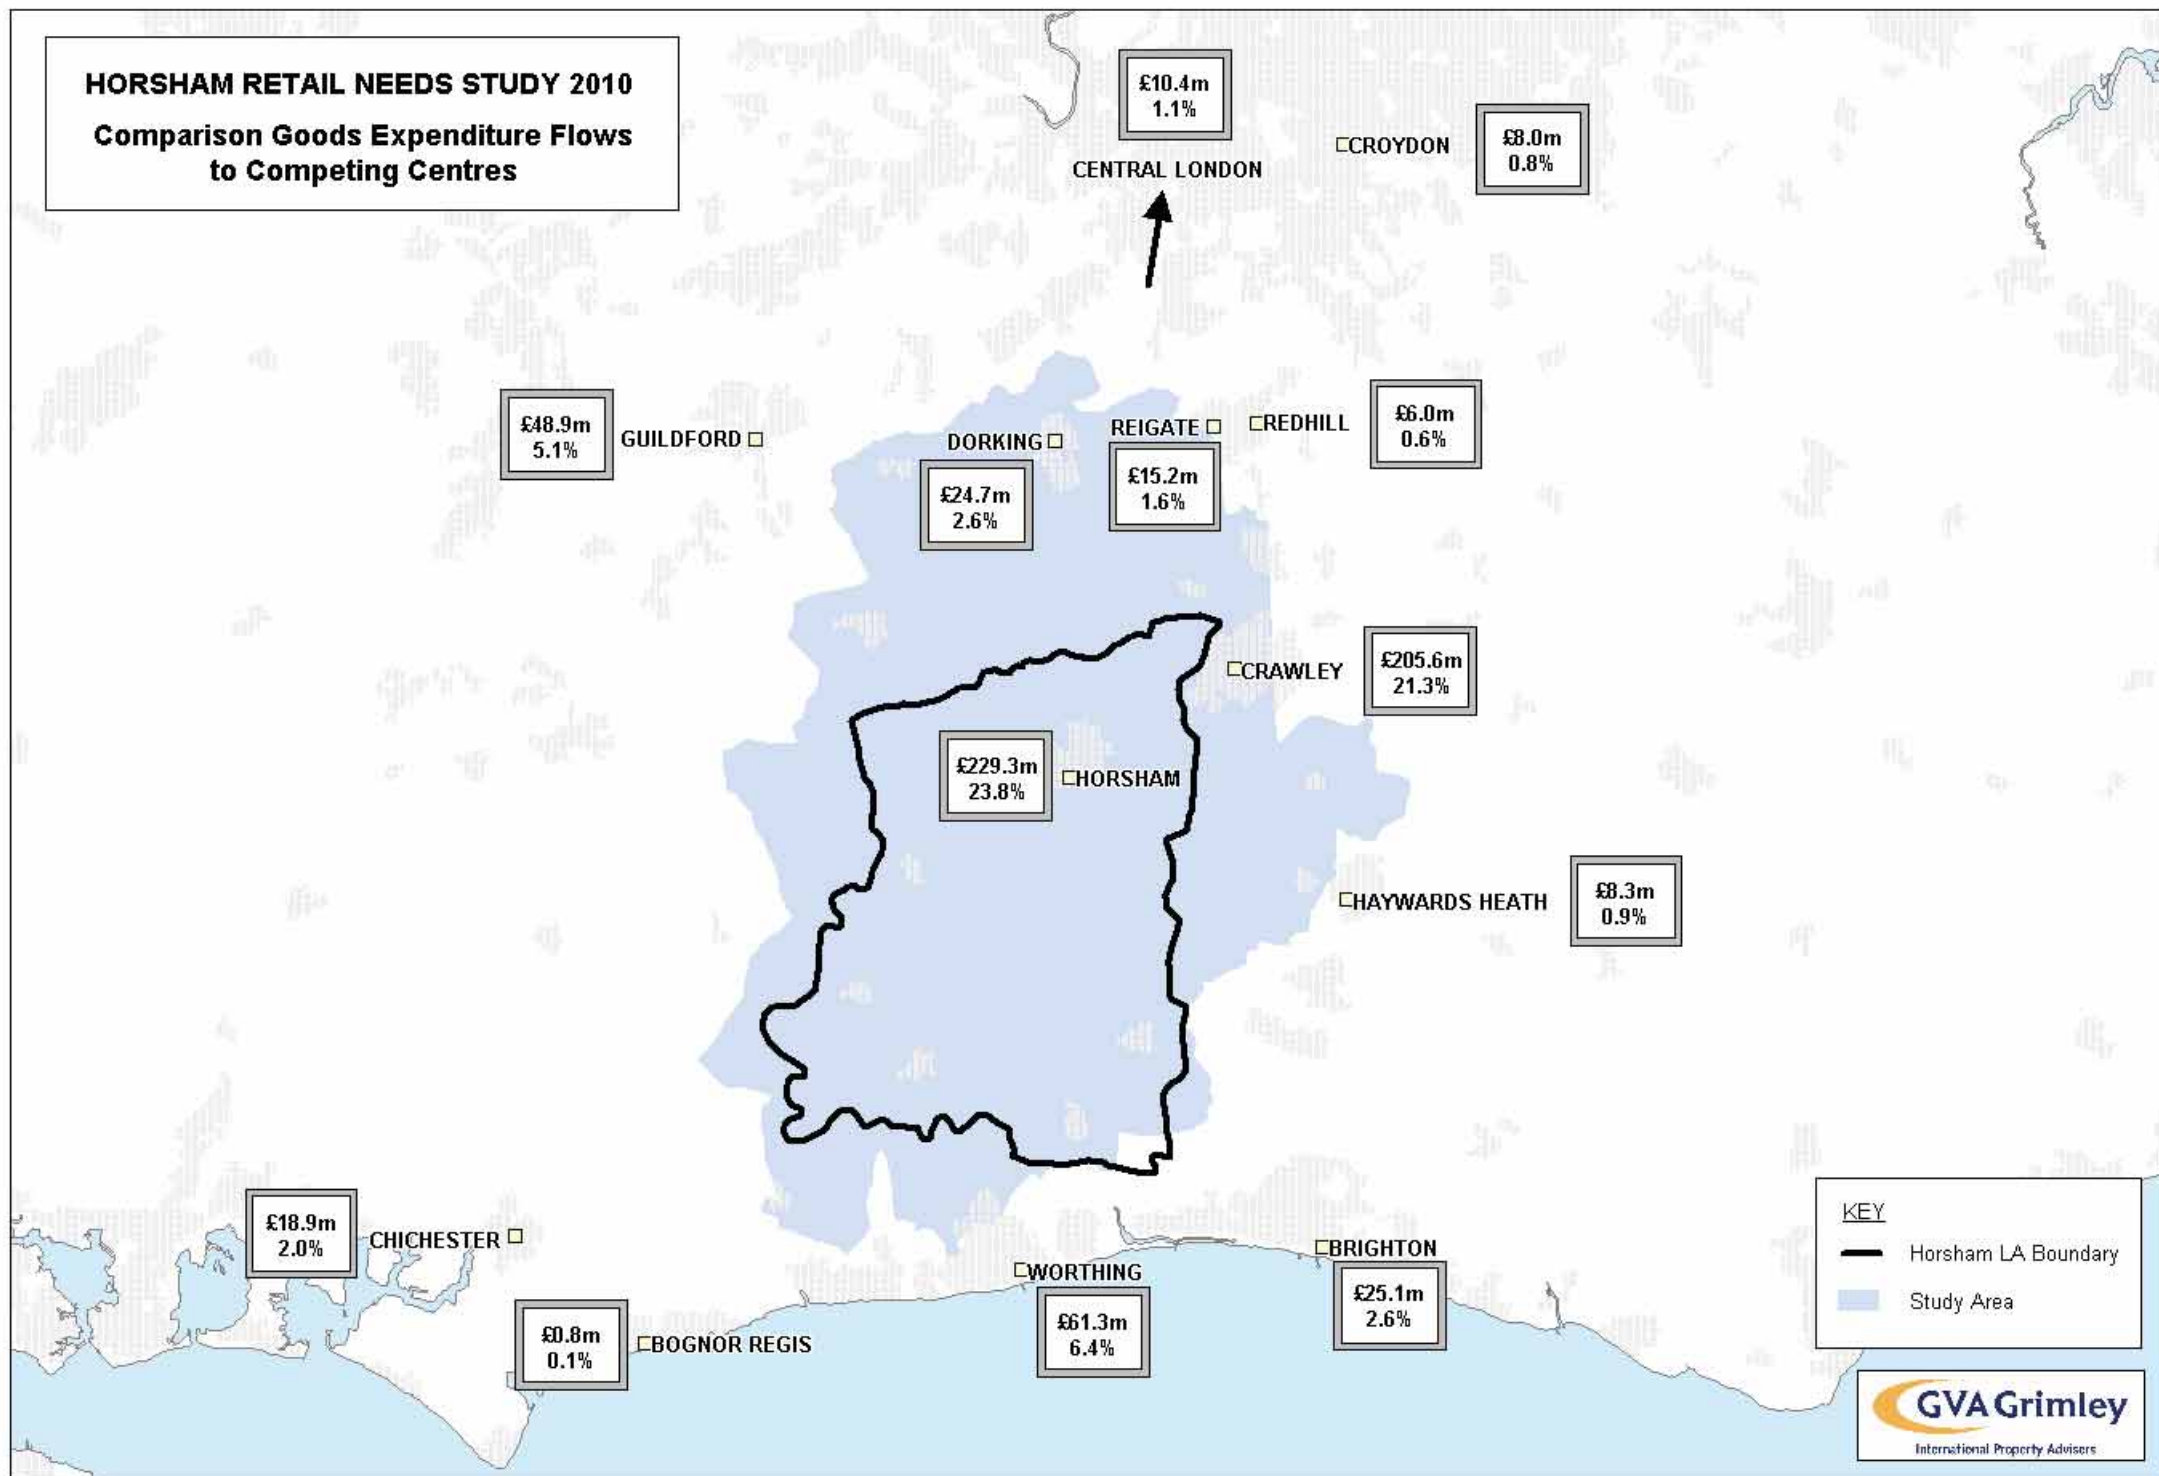 HORSHAM RETAIL NEEDS STUDY 2010
Comparison Goods Expenditure Flows
to Competing Centres
£10.4m
1.1%
CENTRAL LONDON
CROYDON
£8.0m
0.8%
£48.9m
5.1%
GUILDFORD
DORKING
£24.7m
2.6%
REIGATE
£15.2m
1.6%
REDHILL
£6.0m
0.6%
CRAWLEY
£205.6m
21.3%
£229.3m
23.8%
HORSHAM
HAYWARDS HEATH
£8.3m
0.9%
£18.9m
2.0%
CHICHESTER
£0.8m
0.1%
BOGNOR REGIS
WORTHING
£61.3m
6.4%
BRIGHTON
£25.1m
2.6%
KEY
Horsham LA Boundary
Study Area
GVA Grimley
International Property Advisers